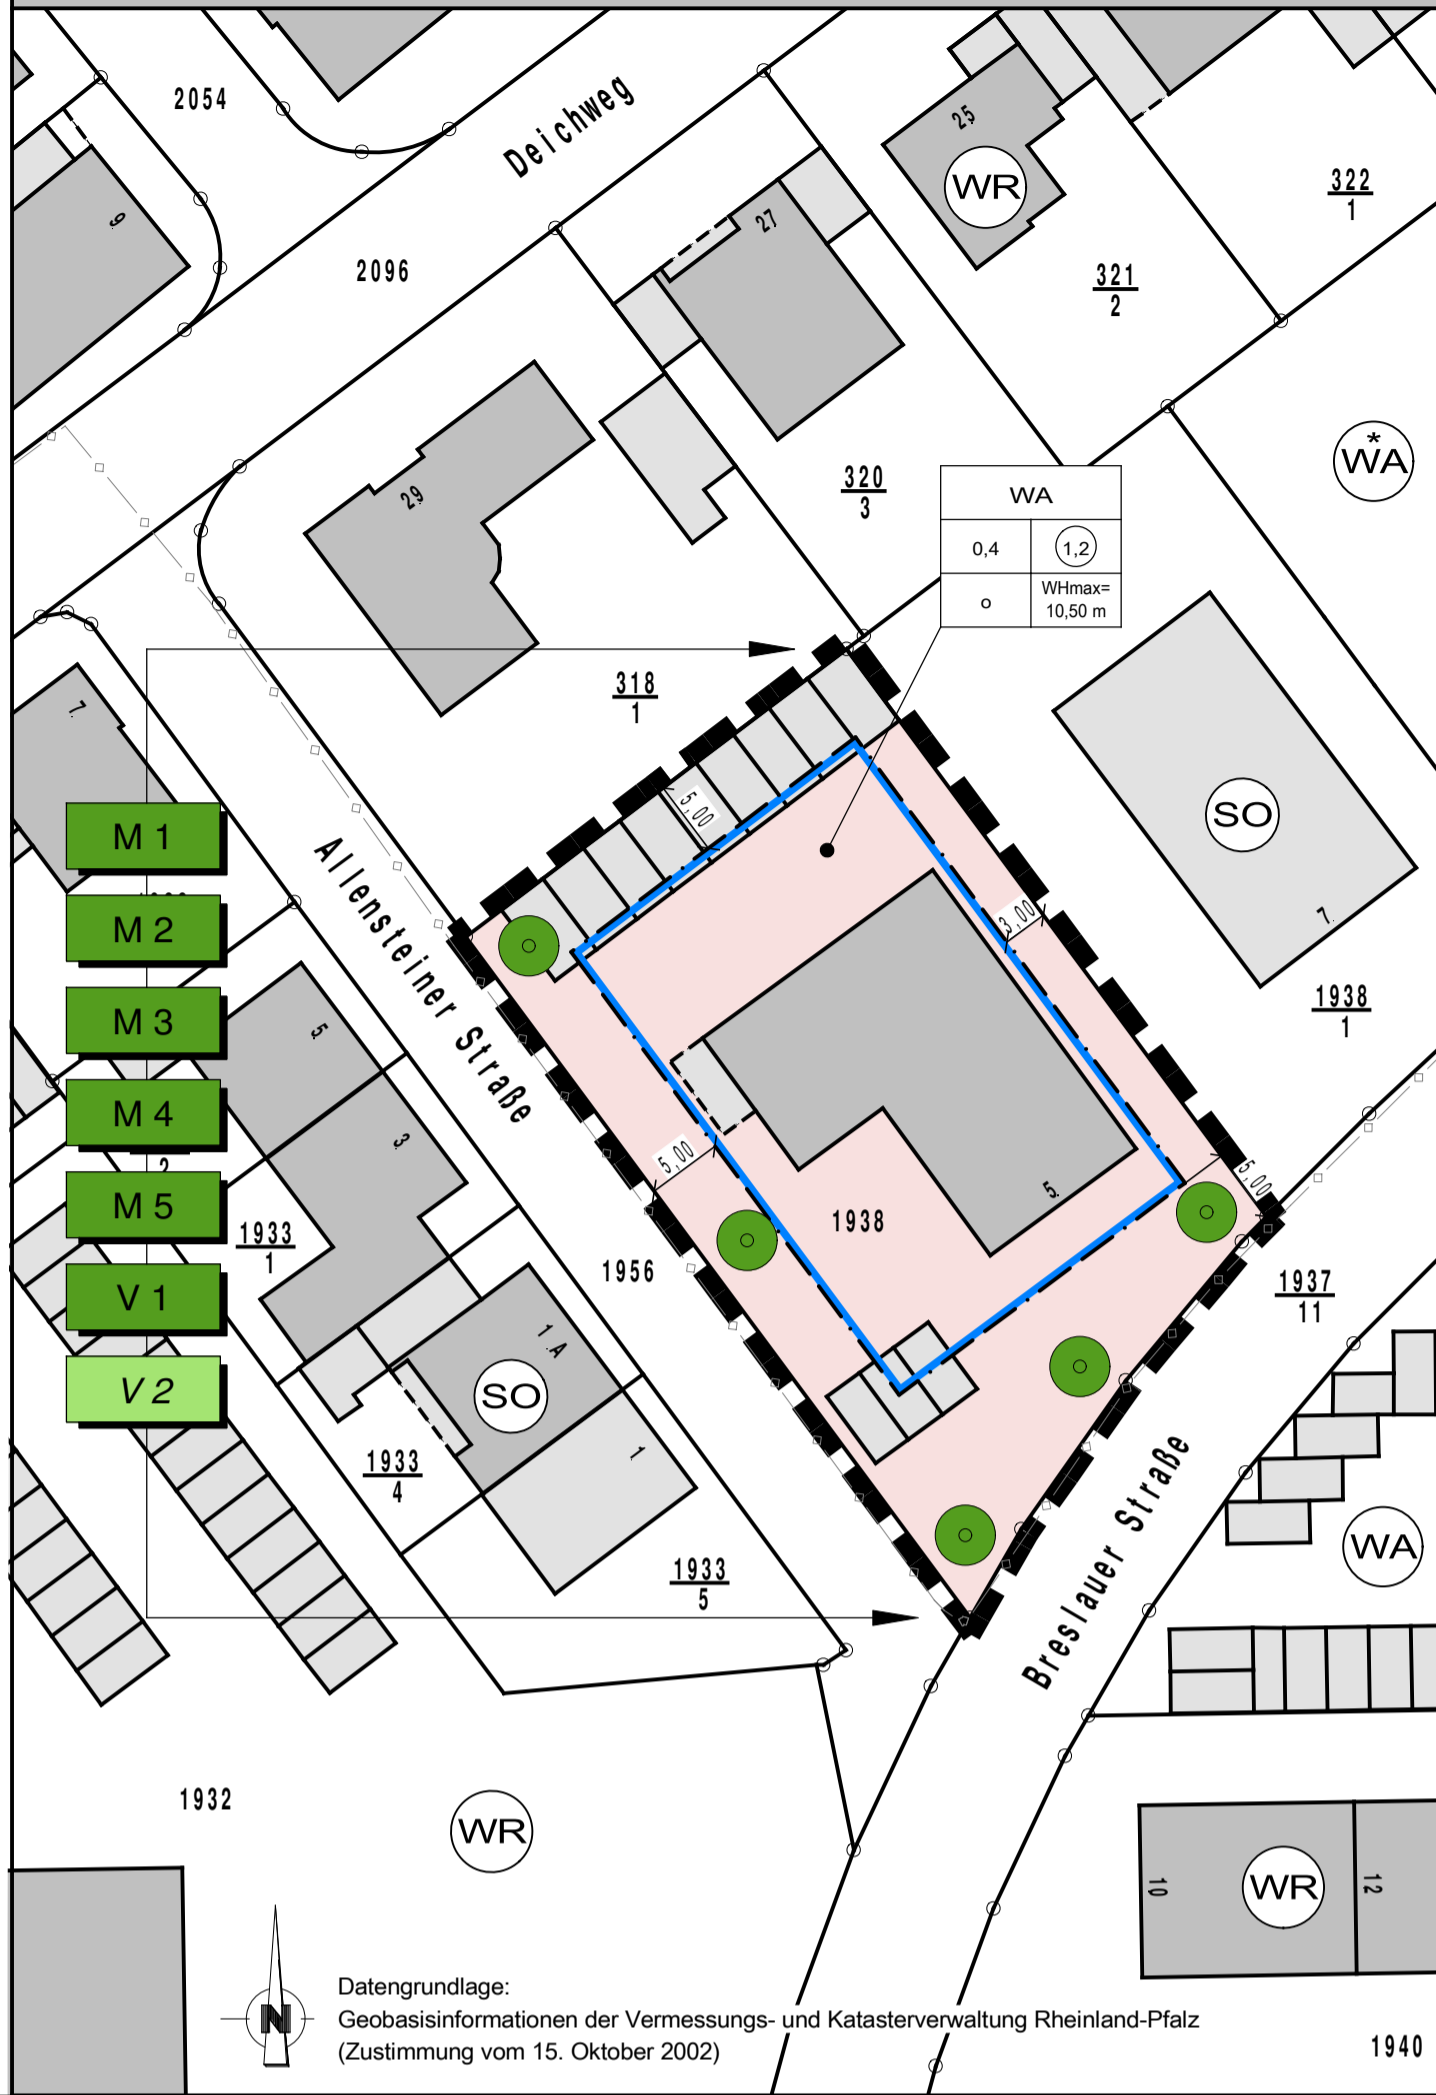 2054
Deichweg
25
WR
322
1
9
27
2096
321
2
WA
*
29
320
3
WA
0,4
1,2
o
WHmax=
10,50 m
318
1
7
5,00
SO
M 1
M 2
M 3
M 4
2
M 5
V 1
V 2
Allensteiner Straße
3,00
7
1938
1
5
3
5,00
5,00
5
1938
1933
1
1956
1937
11
1 A
SO
1
1933
4
1933
5
Breslauer Straße
WA
1932
WR
10
WR
12
N
Datengrundlage:
Geobasisinformationen der Vermessungs- und Katasterverwaltung Rheinland-Pfalz
(Zustimmung vom 15. Oktober 2002)
1940